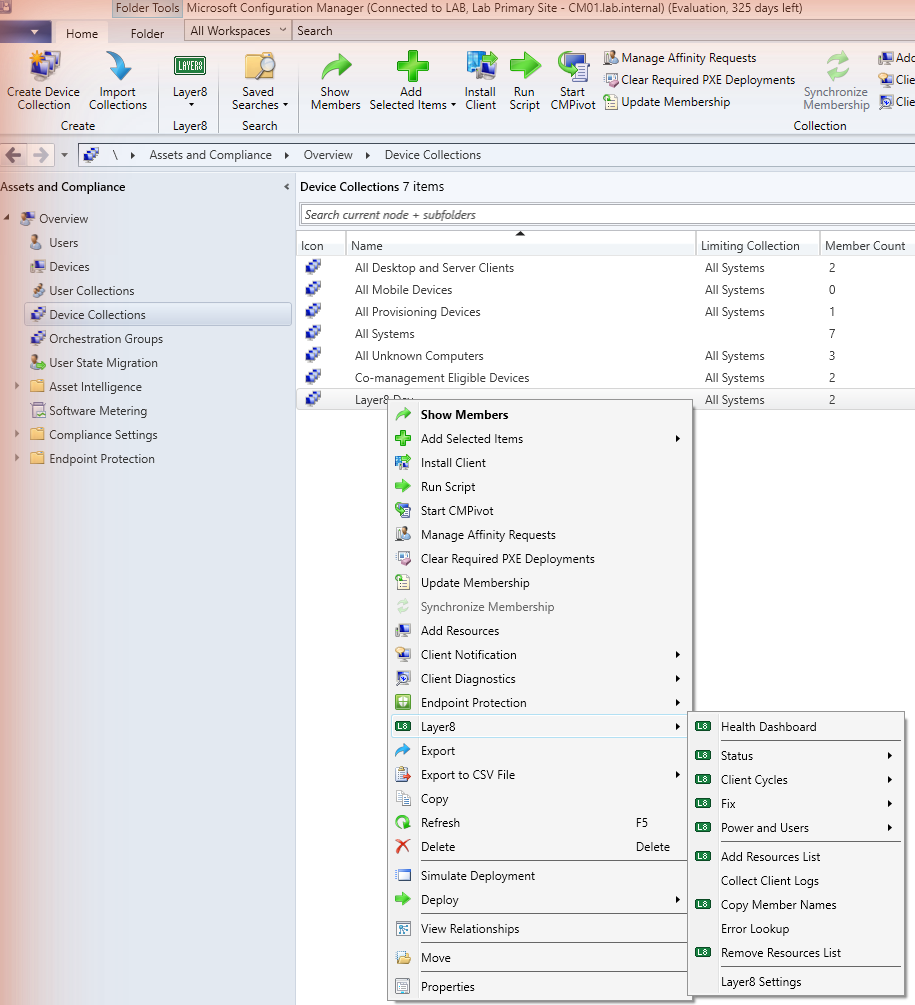 Folder Tools Microsoft Configuration Manager (Connected to LAB, Lab Primary Site - CM01.lab.internal) (Evaluation, 325 days left)
Home Folder All Workspaces Search
Create Device Collection
Import Collections
Create
LAYER8
Layer8
Layer8
Saved Searches
Search
Show Members
Add Selected Items
Install Client
Run Script
Start CMPivot
Manage Affinity Requests
Clear Required PXE Deployments
Update Membership
Synchronize Membership
Collection
\ Assets and Compliance Overview Device Collections
Assets and Compliance
Overview
Users
Devices
User Collections
Device Collections
Orchestration Groups
User State Migration
Asset Intelligence
Software Metering
Compliance Settings
Endpoint Protection
Device Collections 7 items
Search current node + subfolders
Icon Name Limiting Collection Member Count
All Desktop and Server Clients All Systems 2
All Mobile Devices All Systems 0
All Provisioning Devices All Systems 1
All Systems 7
All Unknown Computers All Systems 3
Co-management Eligible Devices All Systems 2
Layer8 All Systems 2
Show Members
Add Selected Items
Install Client
Run Script
Start CMPivot
Manage Affinity Requests
Clear Required PXE Deployments
Update Membership
Synchronize Membership
Add Resources
Client Notification
Client Diagnostics
Endpoint Protection
L8 Layer8
Export
Export to CSV File
Copy
Refresh F5
Delete Delete
Simulate Deployment
Deploy
View Relationships
Move
Properties
L8 Health Dashboard
L8 Status
L8 Client Cycles
L8 Fix
L8 Power and Users
L8 Add Resources List
Collect Client Logs
L8 Copy Member Names
Error Lookup
L8 Remove Resources List
Layer8 Settings